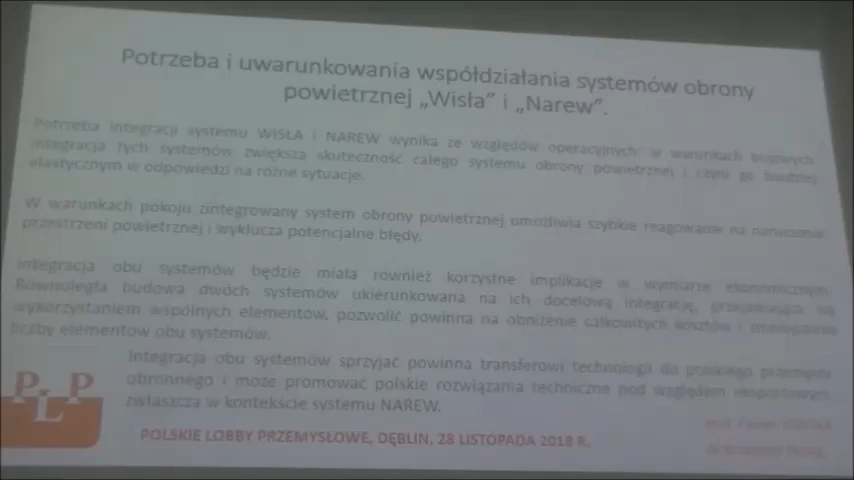 Potrzeba i uwarunkowania współdziałania systemów obrony
powietrznej „Wisła” i „Narew”.
Potrzeba integracji systemu WISŁA i NAREW wynika ze względów operacyjnych: w warunkach bojowych
integracja tych systemów zwiększa skuteczność całego systemu obrony powietrznej i czyni go bardziej
elastycznym w odpowiedzi na różne sytuacje.
W warunkach pokoju zintegrowany system obrony powietrznej umożliwia szybkie reagowanie na naruszenie
przestrzeni powietrznej i wyklucza potencjalne błędy.
Integracja obu systemów będzie miała również korzystne implikacje w wymiarze ekonomicznym.
Równoległa budowa dwóch systemów ukierunkowana na ich docelową integrację, przejawiająca się
wykorzystaniem wspólnych elementów, pozwolić powinna na obniżenie całkowitych kosztów i zmniejszenie
liczby elementów obu systemów.
Integracja obu systemów sprzyjać powinna transferowi technologii do polskiego przemysłu
obronnego i może promować polskie rozwiązania techniczne pod względem eksportowym,
zwłaszcza w kontekście systemu NAREW.
PLP
POLSKIE LOBBY PRZEMYSŁOWE, DĘBLIN, 28 LISTOPADA 2018 R.
prof. Paweł